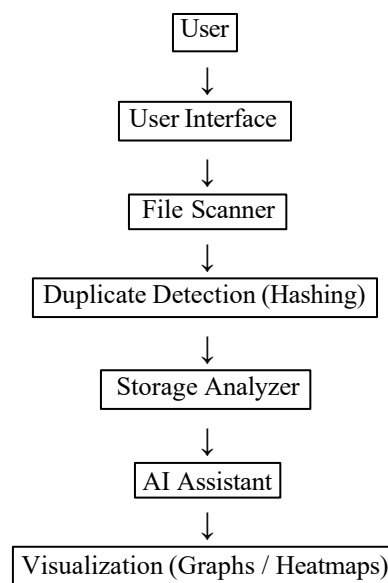 User
↓
User Interface
↓
File Scanner
↓
Duplicate Detection (Hashing)
↓
Storage Analyzer
↓
AI Assistant
↓
Visualization (Graphs / Heatmaps)